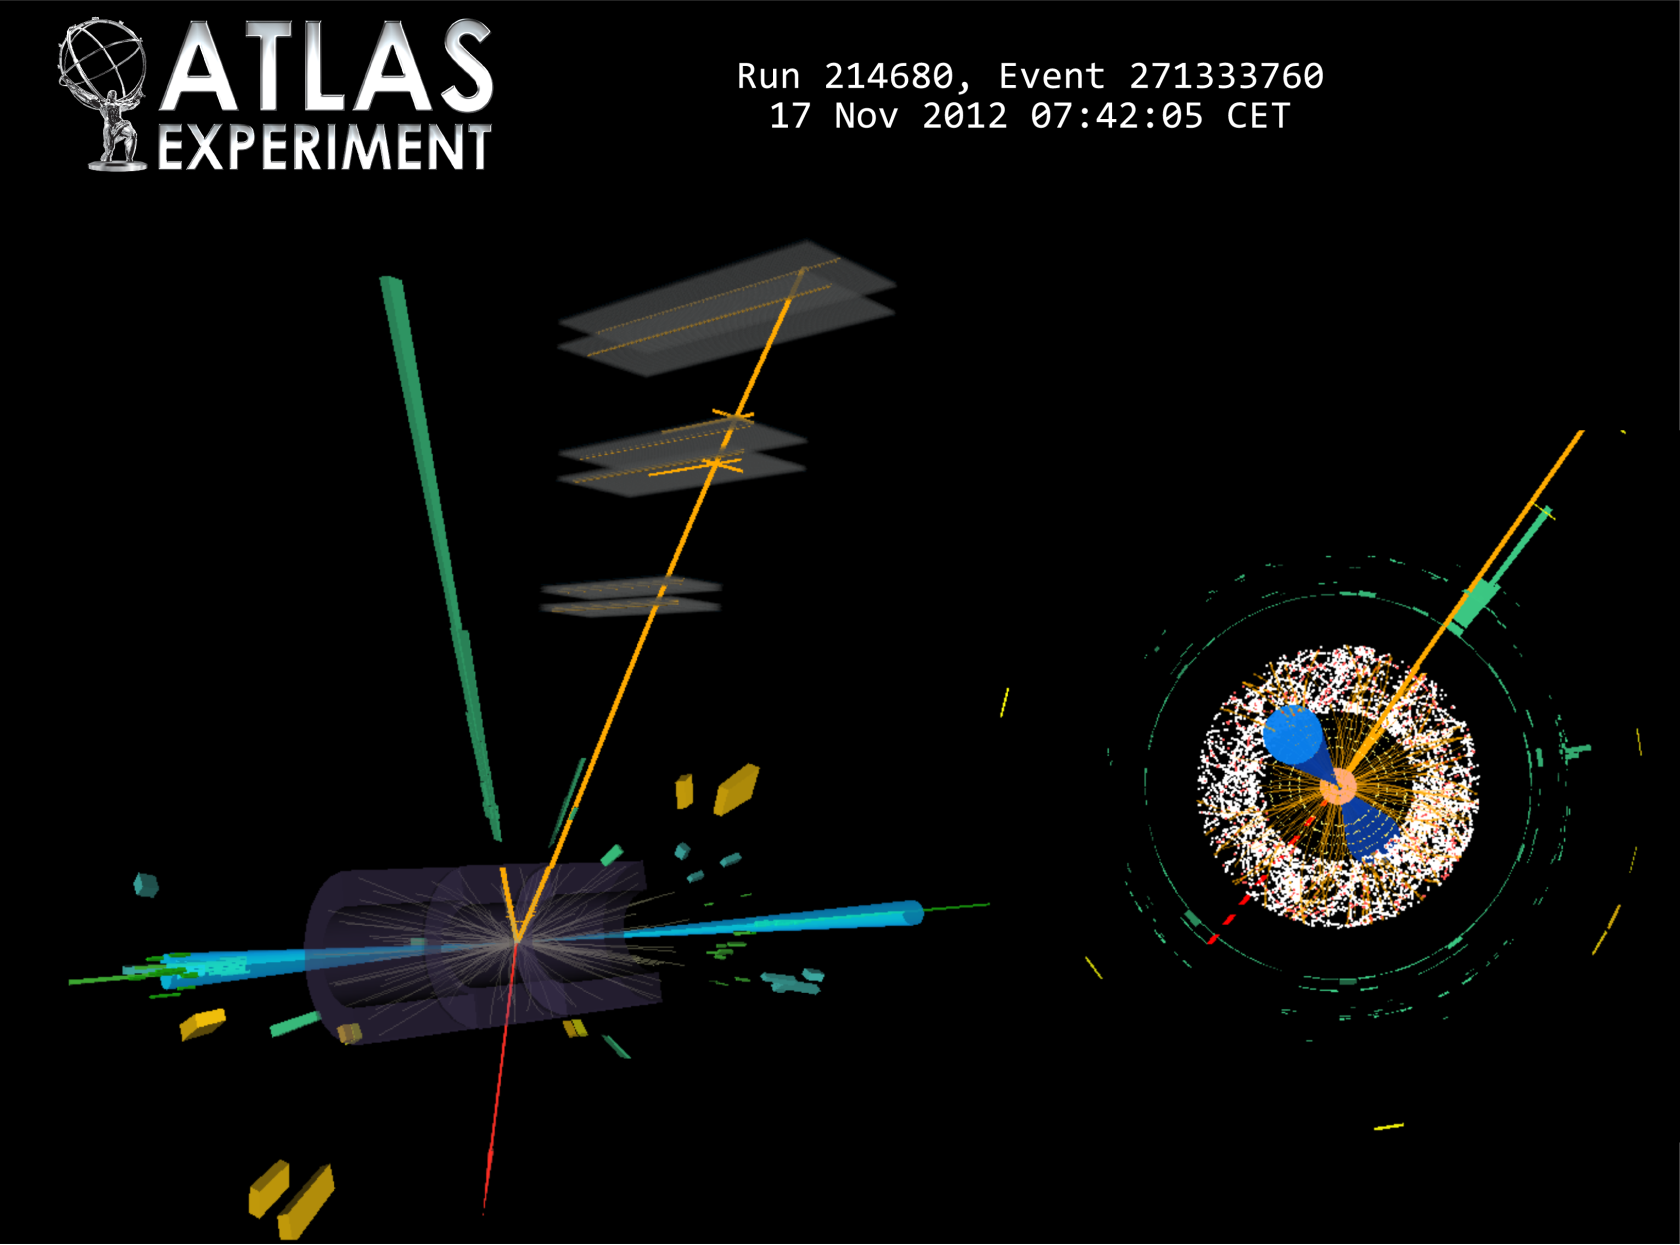 ATLAS
EXPERIMENT
Run 214680, Event 271333760
17 Nov 2012 07:42:05 CET